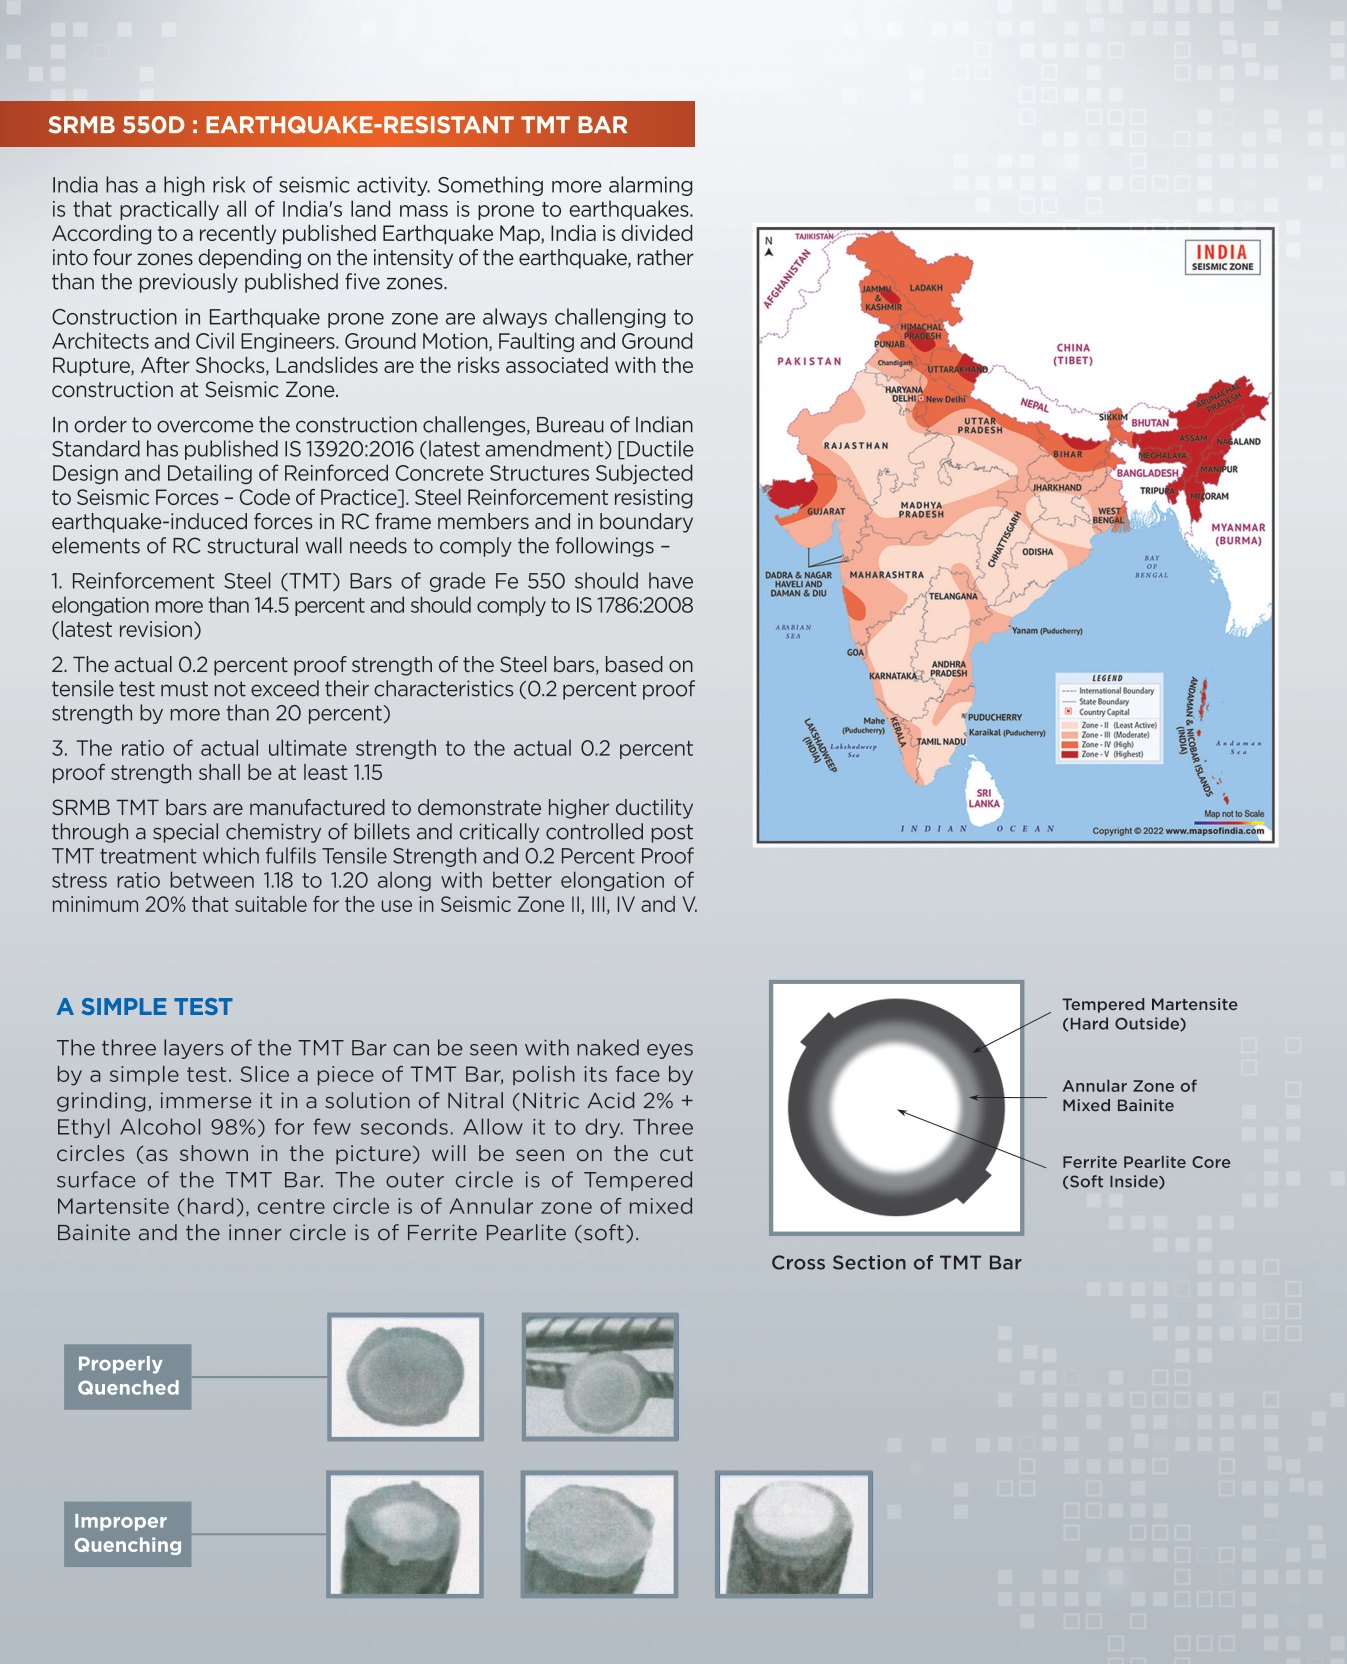 SRMB 550D : EARTHQUAKE-RESISTANT TMT BAR
India has a high risk of seismic activity. Something more alarming
is that practically all of India's land mass is prone to earthquakes.
According to a recently published Earthquake Map, India is divided
into four zones depending on the intensity of the earthquake, rather
than the previously published five zones.
Construction in Earthquake prone zone are always challenging to
Architects and Civil Engineers. Ground Motion, Faulting and Ground
Rupture, After Shocks, Landslides are the risks associated with the
construction at Seismic Zone.
In order to overcome the construction challenges, Bureau of Indian
Standard has published IS 13920:2016 (latest amendment) [Ductile
Design and Detailing of Reinforced Concrete Structures Subjected
to Seismic Forces – Code of Practice]. Steel Reinforcement resisting
earthquake-induced forces in RC frame members and in boundary
elements of RC structural wall needs to comply the followings –
1. Reinforcement Steel (TMT) Bars of grade Fe 550 should have
elongation more than 14.5 percent and should comply to IS 1786:2008
(latest revision)
2. The actual 0.2 percent proof strength of the Steel bars, based on
tensile test must not exceed their characteristics (0.2 percent proof
strength by more than 20 percent)
3. The ratio of actual ultimate strength to the actual 0.2 percent
proof strength shall be at least 1.15
SRMB TMT bars are manufactured to demonstrate higher ductility
through a special chemistry of billets and critically controlled post
TMT treatment which fulfils Tensile Strength and 0.2 Percent Proof
stress ratio between 1.18 to 1.20 along with better elongation of
minimum 20% that suitable for the use in Seismic Zone II, III, IV and V.
N
INDIA
SEISMIC ZONE
TAJIKISTAN
AFGHANISTAN
PAKISTAN
JAMMU
&
KASHMIR
LADAKH
HIMACHAL
PRADESH
PUNJAB
Chandigarh
UTTARAKHAND
HARYANA
DELHI
New Delhi
CHINA
(TIBET)
NEPAL
SIKKIM
BHUTAN
ARUNACHAL
PRADESH
ASSAM
NAGALAND
MEGHALAYA
MANIPUR
BANGLADESH
TRIPURA
MIZORAM
MYANMAR
(BURMA)
RAJASTHAN
UTTAR
PRADESH
BIHAR
JHARKHAND
WEST
BENGAL
GUJARAT
MADHYA
PRADESH
CHHATTISGARH
ODISHA
DADRA & NAGAR
HAVELI AND
DAMAN & DIU
MAHARASHTRA
TELANGANA
BAY
OF
BENGAL
ARABIAN
SEA
Yanam (Puducherry)
GOA
KARNATAKA
ANDHRA
PRADESH
Mahe
(Puducherry)
KERALA
PUDUCHERRY
Karaikal (Puducherry)
TAMIL NADU
LAKSHADWEEP
(INDIA)
Lakshadweep
Sea
SRI
LANKA
INDIAN OCEAN
LEGEND
International Boundary
State Boundary
Country Capital
Zone - II (Least Active)
Zone - III (Moderate)
Zone - IV (High)
Zone - V (Highest)
ANDAMAN & NICOBAR ISLANDS
(INDIA)
Andaman
Sea
Map not to Scale
Copyright © 2022 www.mapsofindia.com
A SIMPLE TEST
The three layers of the TMT Bar can be seen with naked eyes
by a simple test. Slice a piece of TMT Bar, polish its face by
grinding, immerse it in a solution of Nitral (Nitric Acid 2% +
Ethyl Alcohol 98%) for few seconds. Allow it to dry. Three
circles (as shown in the picture) will be seen on the cut
surface of the TMT Bar. The outer circle is of Tempered
Martensite (hard), centre circle is of Annular zone of mixed
Bainite and the inner circle is of Ferrite Pearlite (soft).
Tempered Martensite
(Hard Outside)
Annular Zone of
Mixed Bainite
Ferrite Pearlite Core
(Soft Inside)
Cross Section of TMT Bar
Properly
Quenched
Improper
Quenching